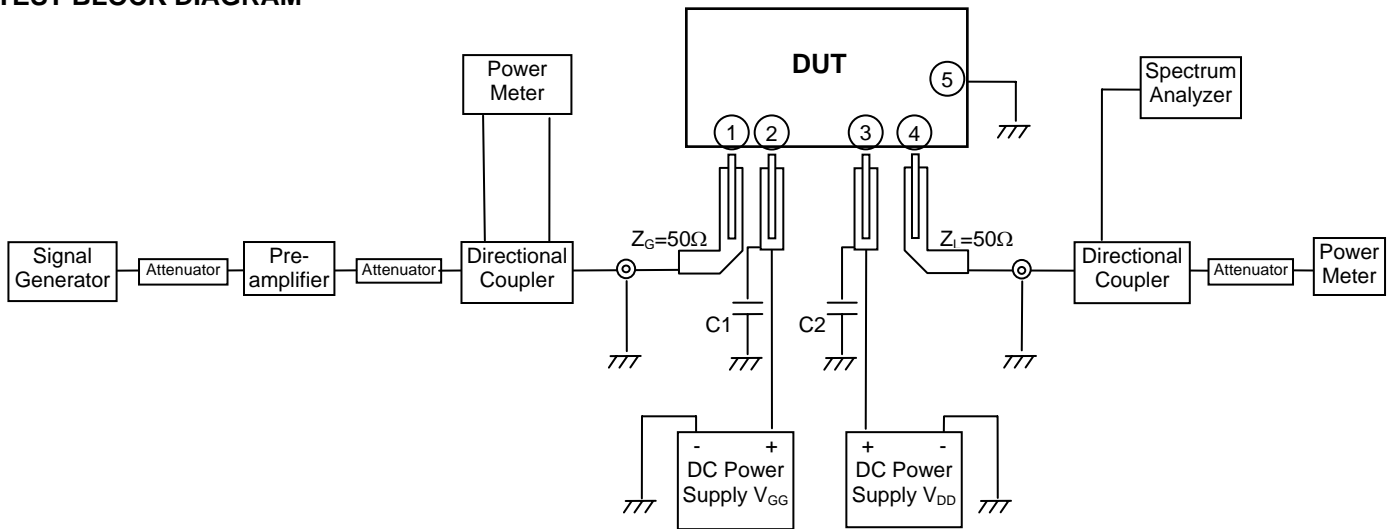 TEST BLOCK DIAGRAM
DUT
Power
Meter
5
Spectrum
Analyzer
1
2
3
4
Signal
Generator
Attenuator
Pre-
amplifier
Attenuator
Directional
Coupler
ZG=50Ω
C1
C2
Zl=50Ω
Directional
Coupler
Attenuator
Power
Meter
- +
DC Power
Supply VGG
+ -
DC Power
Supply VDD